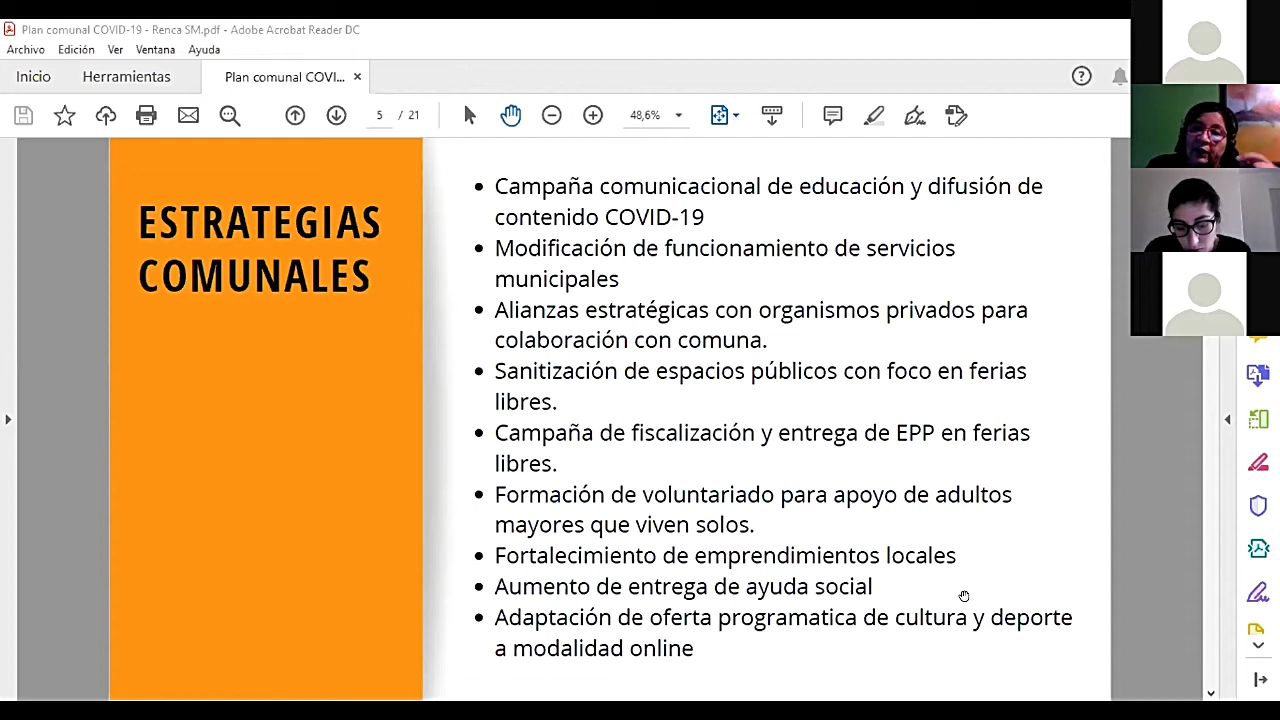 Plan comunal COVID-19 - Renca SM.pdf - Adobe Acrobat Reader DC
Archivo Edición Ver Ventana Ayuda
Inicio Herramientas Plan comunal COVI... ×
5 / 21 48,6%
ESTRATEGIAS
COMUNALES
• Campaña comunicacional de educación y difusión de
contenido COVID-19
• Modificación de funcionamiento de servicios
municipales
• Alianzas estratégicas con organismos privados para
colaboración con comuna.
• Sanitización de espacios públicos con foco en ferias
libres.
• Campaña de fiscalización y entrega de EPP en ferias
libres.
• Formación de voluntariado para apoyo de adultos
mayores que viven solos.
• Fortalecimiento de emprendimientos locales
• Aumento de entrega de ayuda social
• Adaptación de oferta programatica de cultura y deporte
a modalidad online